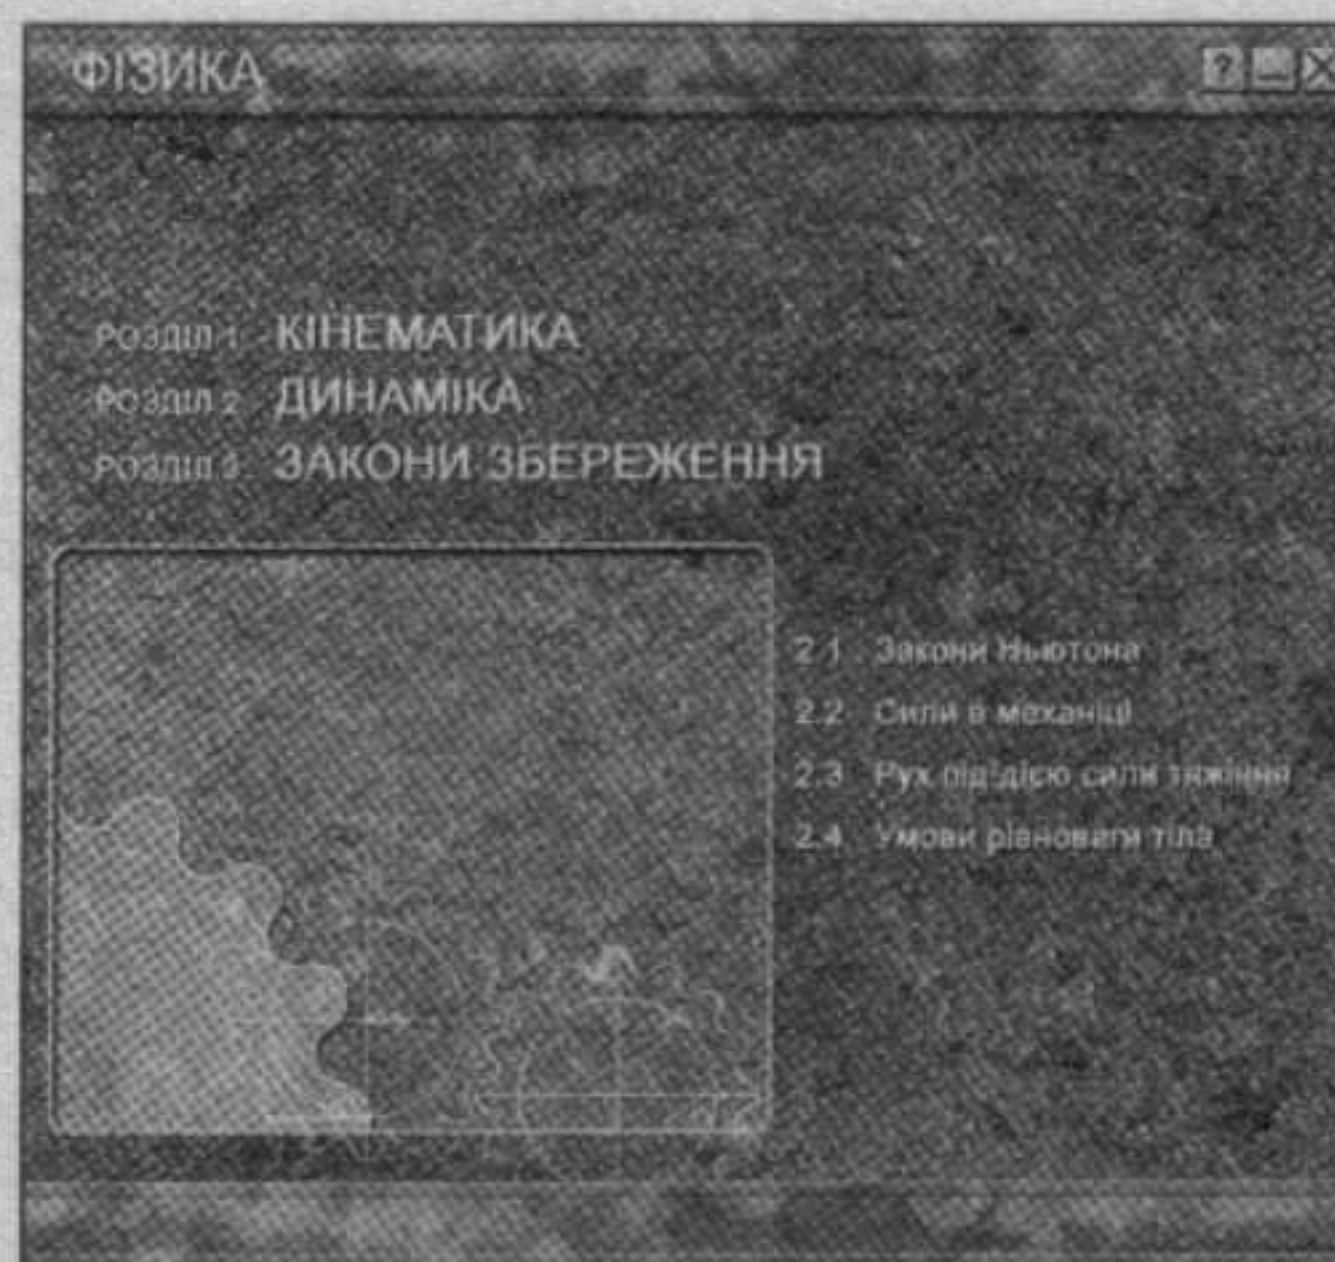 ФІЗИКА
РОЗДІЛ 1 КІНЕМАТИКА
РОЗДІЛ 2 ДИНАМІКА
РОЗДІЛ 3 ЗАКОНИ ЗБЕРЕЖЕННЯ
2.1 Закони Ньютона
2.2 Сили в механіці
2.3 Рух під дією сили тяжіння
2.4 Умови рівноваги тіла